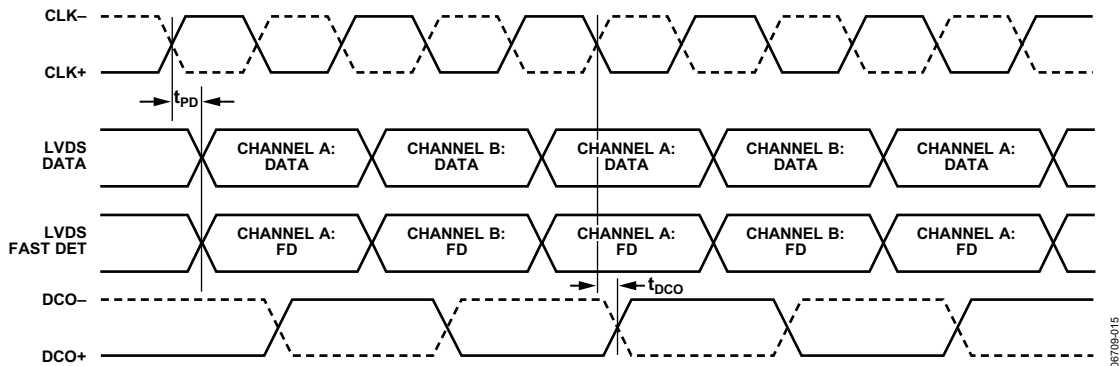 CLK–
CLK+
tPD
LVDS
DATA
CHANNEL A:
DATA
CHANNEL B:
DATA
CHANNEL A:
DATA
CHANNEL B:
DATA
CHANNEL A:
DATA
LVDS
FAST DET
CHANNEL A:
FD
CHANNEL B:
FD
CHANNEL A:
FD
CHANNEL B:
FD
CHANNEL A:
FD
tDCO
DCO–
DCO+
06709-015